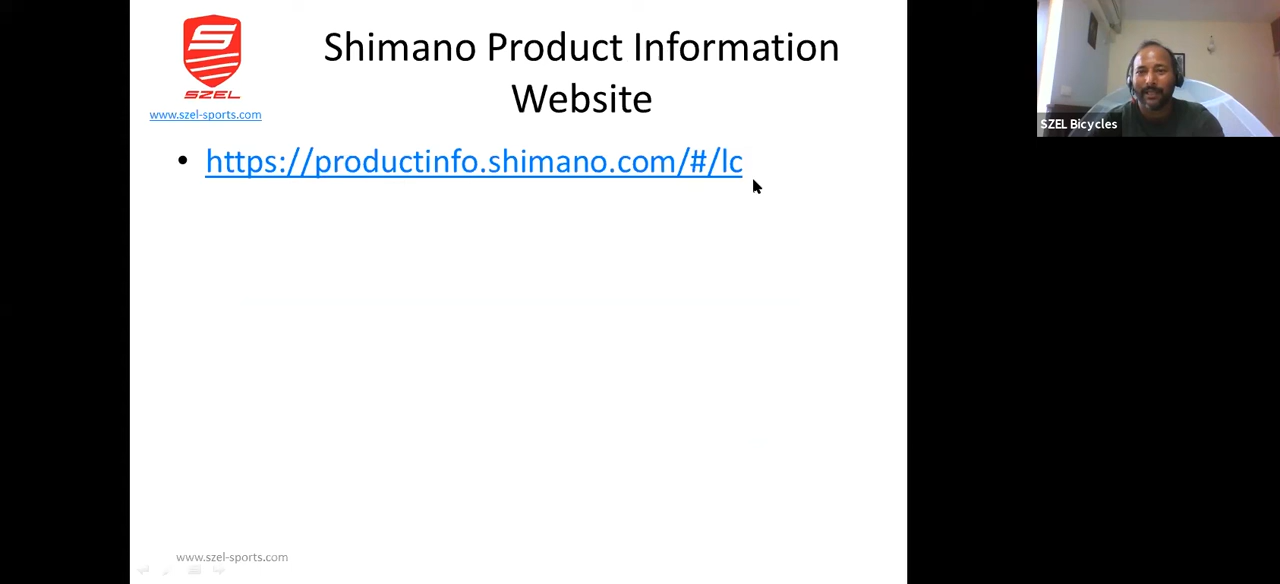 SZEL
www.szel-sports.com
Shimano Product Information
Website
• https://productinfo.shimano.com/#/lc
SZEL Bicycles
www.szel-sports.com